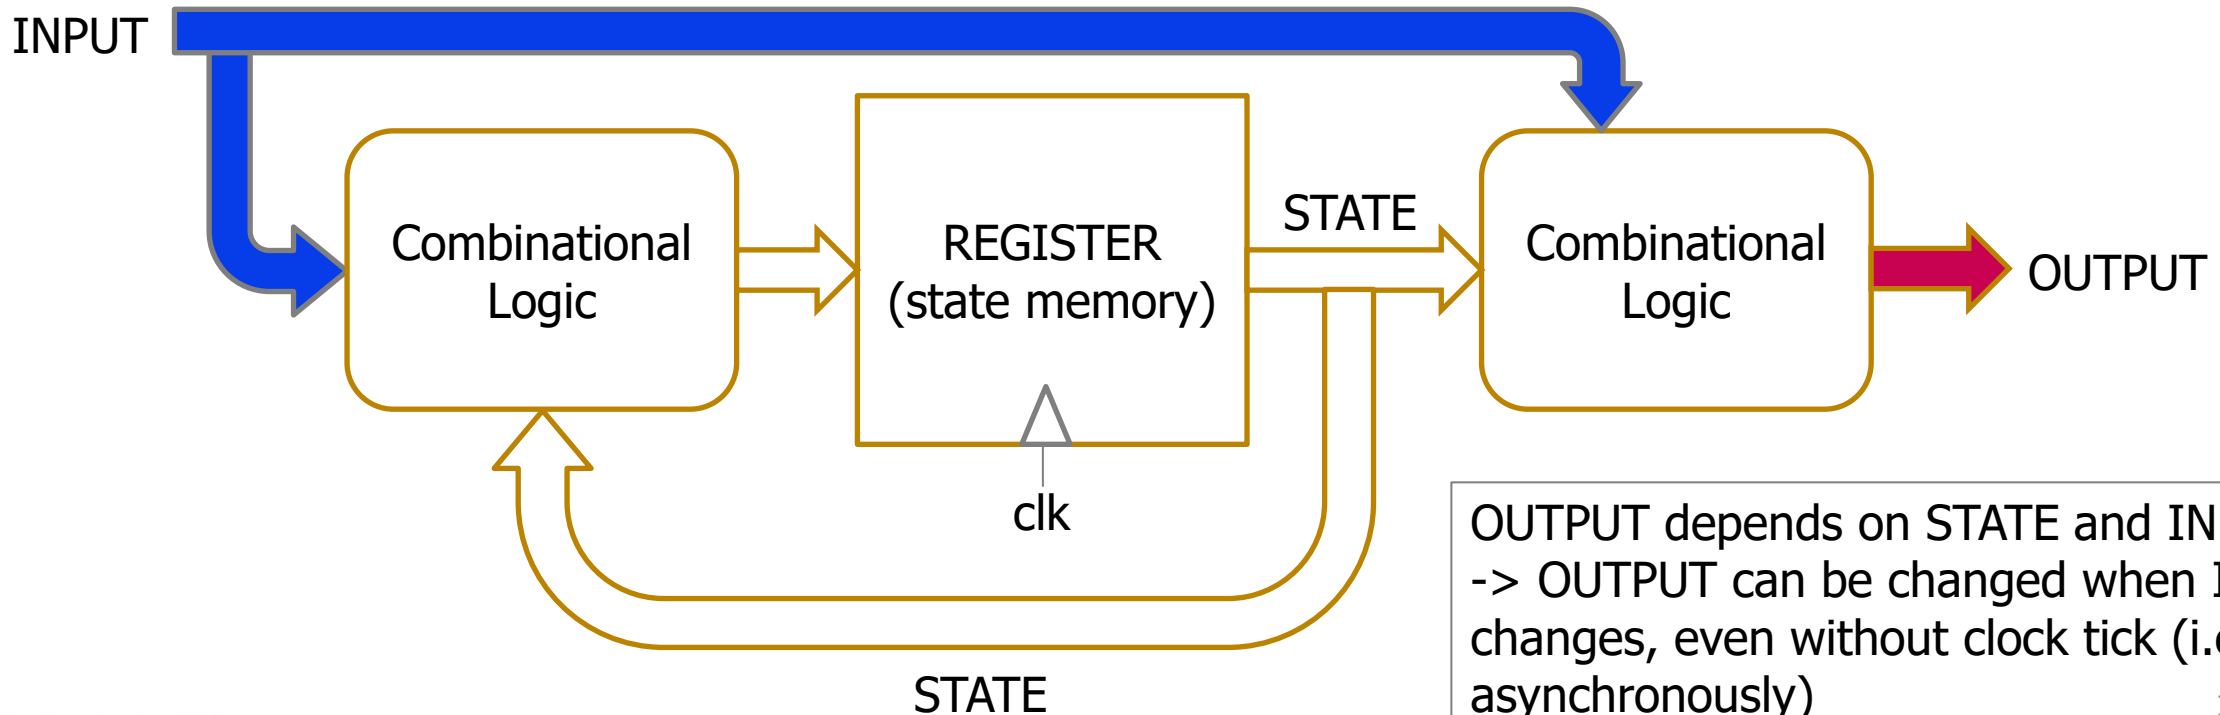 INPUT
STATE
Combinational
Logic
REGISTER
(state memory)
Combinational
Logic
OUTPUT
clk
STATE
OUTPUT depends on STATE and
-> OUTPUT can be changed when
changes, even without clock tick
asynchronously)